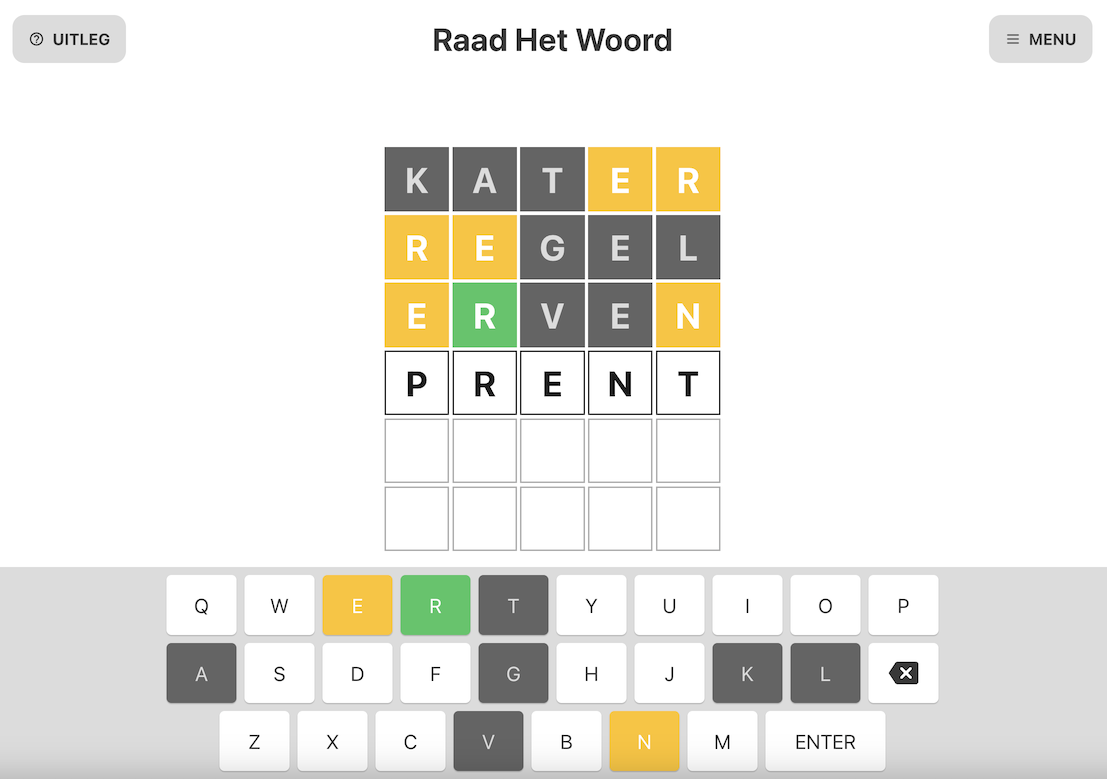 UITLEG
Raad Het Woord
MENU
K A T E R
R E G E L
E R V E N
P R E N T
Q W E R T Y U I O P
A S D F G H J K L
Z X C V B N M ENTER